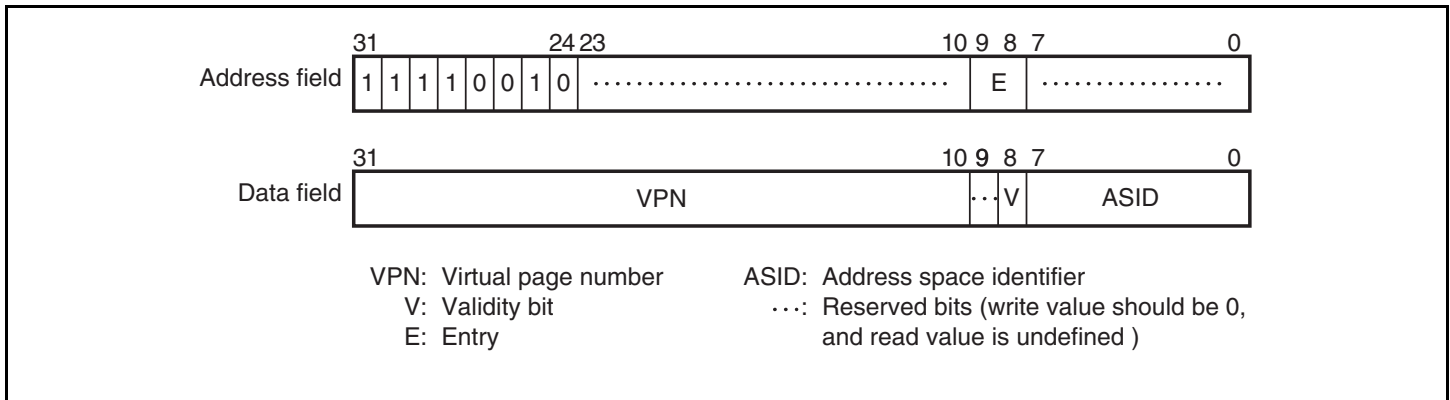 31 24 23 10 9 8 7 0
Address field 1 1 1 1 0 0 1 0 ................................. E .................
31 10 9 8 7 0
Data field VPN ... V ASID
VPN: Virtual page number ASID: Address space identifier
V: Validity bit ...: Reserved bits (write value should be 0,
E: Entry and read value is undefined )